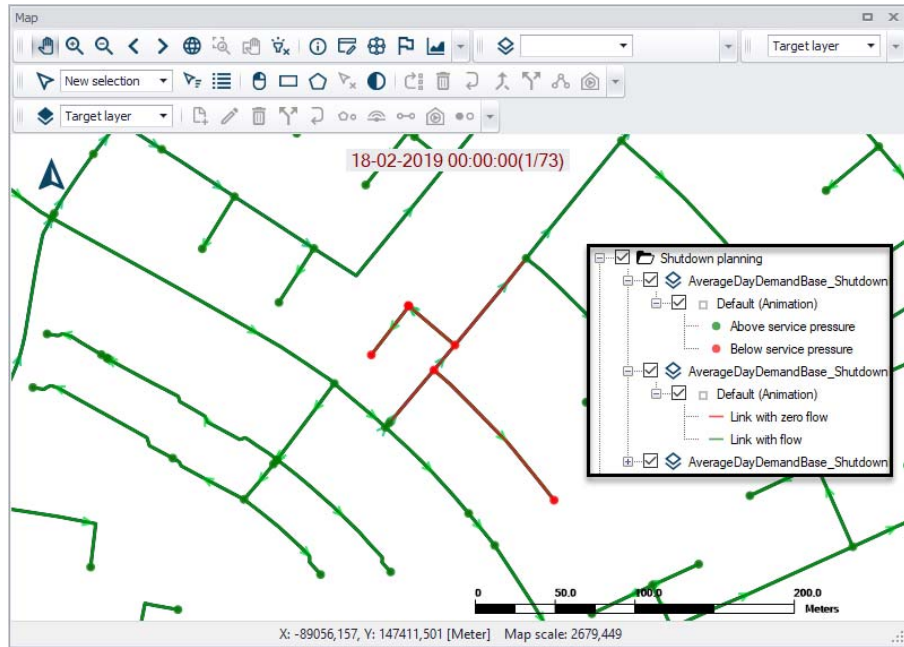 Map
New selection
Target layer
Target layer
18-02-2019 00:00:00(1/73)
Shutdown planning
AverageDayDemandBase_Shutdown
Default (Animation)
Above service pressure
Below service pressure
AverageDayDemandBase_Shutdown
Default (Animation)
Link with zero flow
Link with flow
AverageDayDemandBase_Shutdown
0 50.0 100.0 200.0
Meters
X: -89056,157, Y: 147411,501 [Meter] Map scale: 2679,449